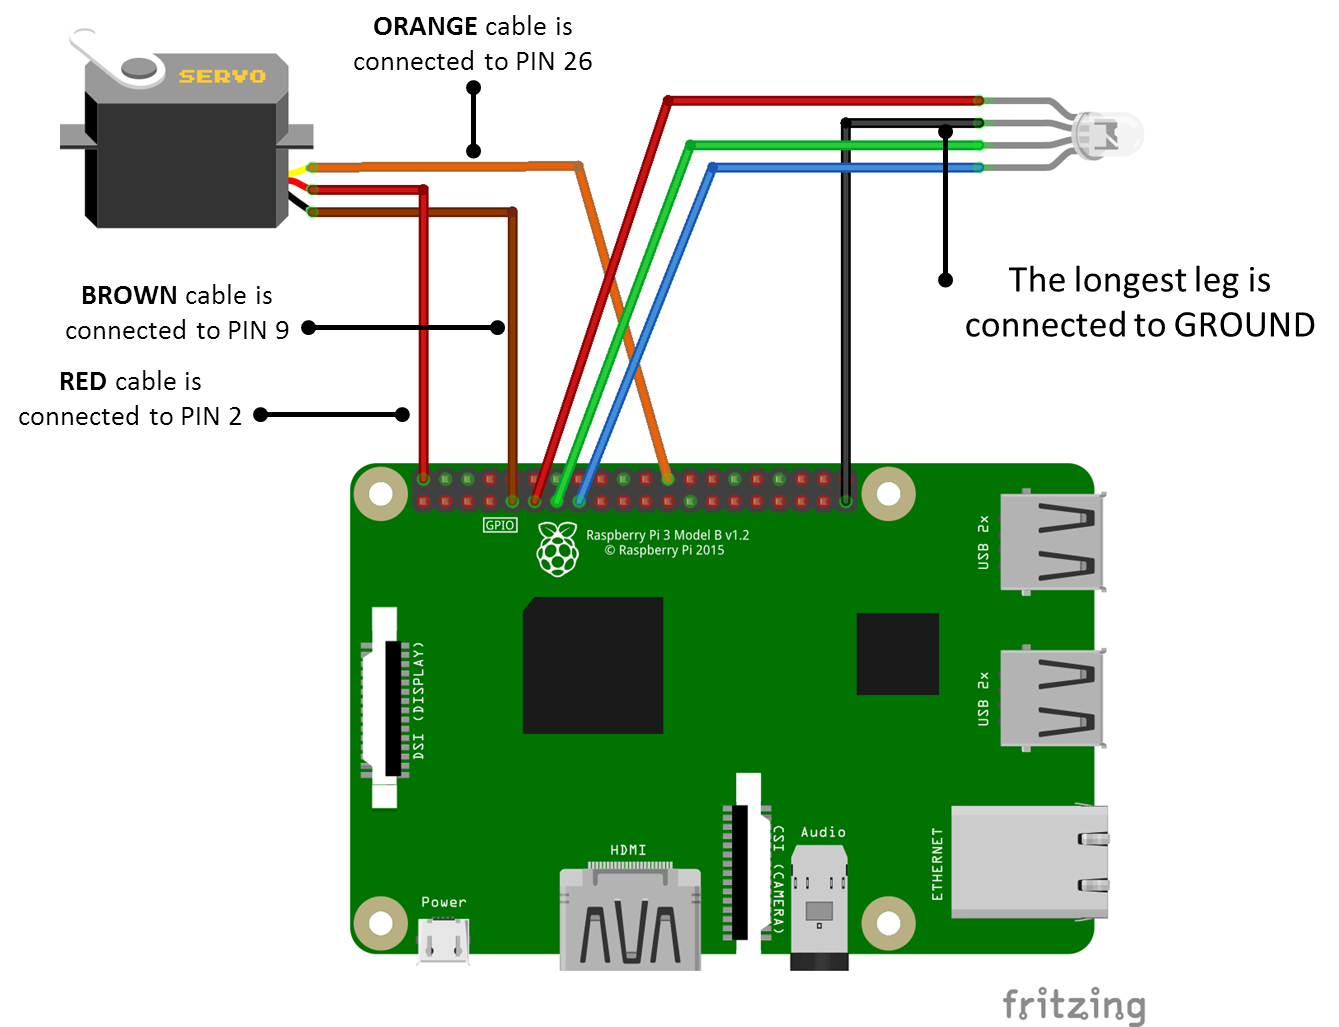 ORANGE cable is
connected to PIN 26
SERVO
BROWN cable is
connected to PIN 9
RED cable is
connected to PIN 2
The longest leg is
connected to GROUND
GPIO
Raspberry Pi 3 Model B v1.2
© Raspberry Pi 2015
USB 2x
DSI (DISPLAY)
USB 2x
HDMI
CSI (CAMERA)
Audio
ETHERNET
Power
fritzing